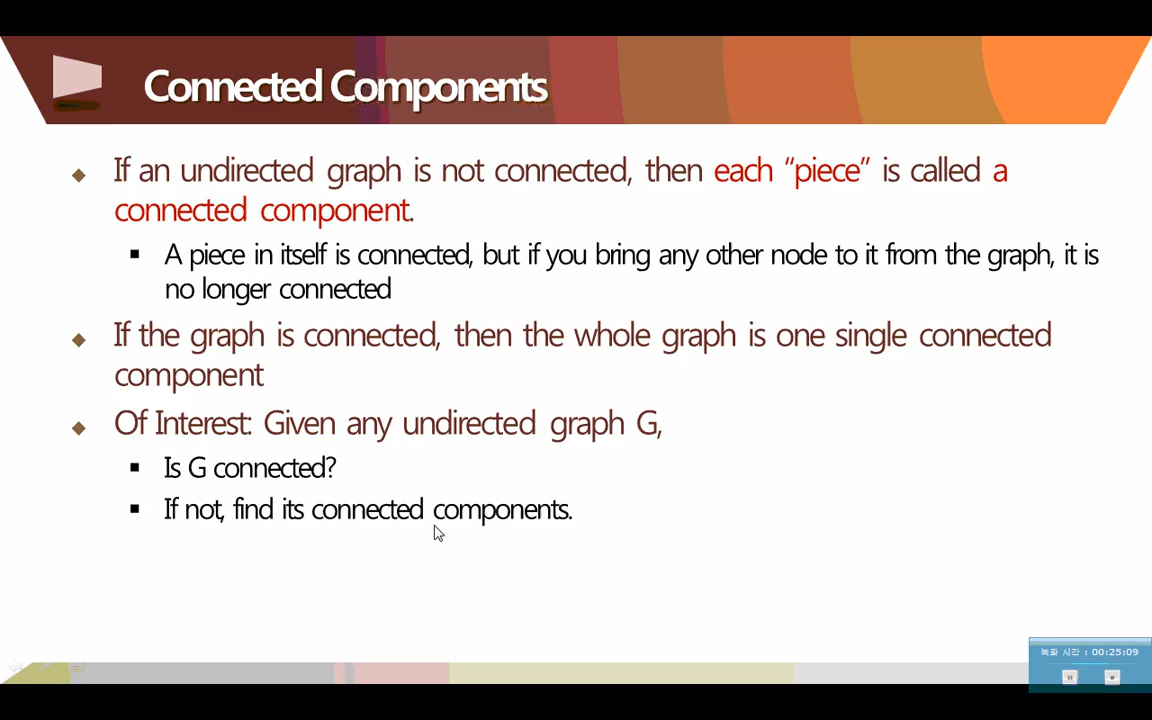 Connected Components
If an undirected graph is not connected, then each “piece” is called a
connected component.
A piece in itself is connected, but if you bring any other node to it from the graph, it is
no longer connected
If the graph is connected, then the whole graph is one single connected
component
Of Interest: Given any undirected graph G,
Is G connected?
If not, find its connected components.
녹화 시간 : 00:25:09